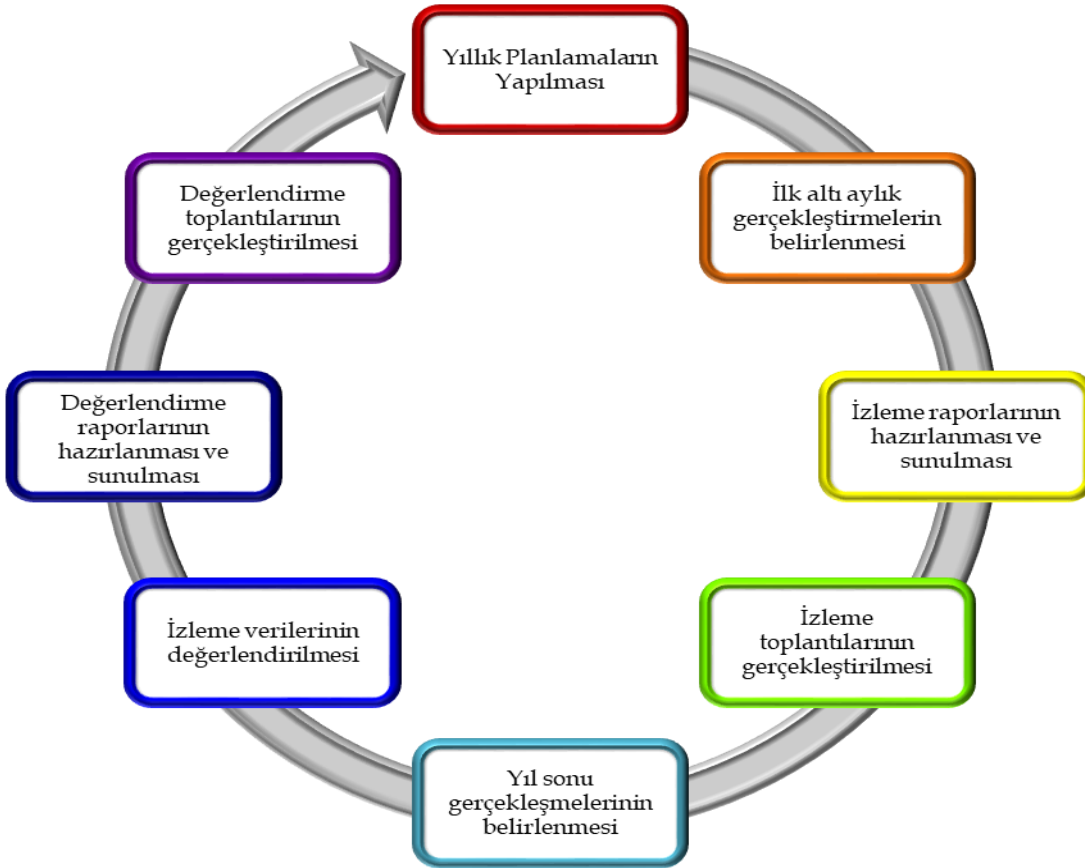 Yıllık Planlamaların
Yapılması
İlk altı aylık
gerçekleştirmelerin
belirlenmesi
İzleme raporlarının
hazırlanması ve
sunulması
İzleme
toplantılarının
gerçekleştirilmesi
Yıl sonu
gerçekleşmelerinin
belirlenmesi
İzleme verilerinin
değerlendirilmesi
Değerlendirme
raporlarının
hazırlanması ve
sunulması
Değerlendirme
toplantılarının
gerçekleştirilmesi